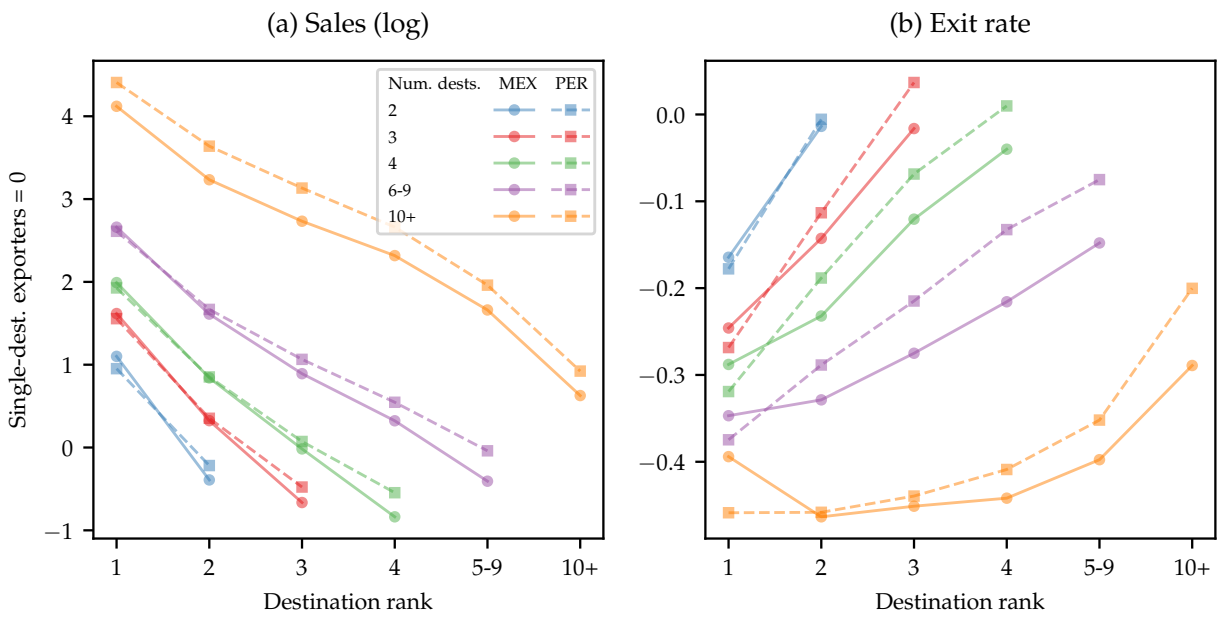 (a) Sales (log)
(b) Exit rate
Single-dest. exporters = 0
4
3
2
1
0
−1
Num. dests. MEX PER
2
3
4
6-9
10+
1 2 3 4 5-9 10+
Destination rank
0.0
−0.1
−0.2
−0.3
−0.4
1 2 3 4 5-9 10+
Destination rank